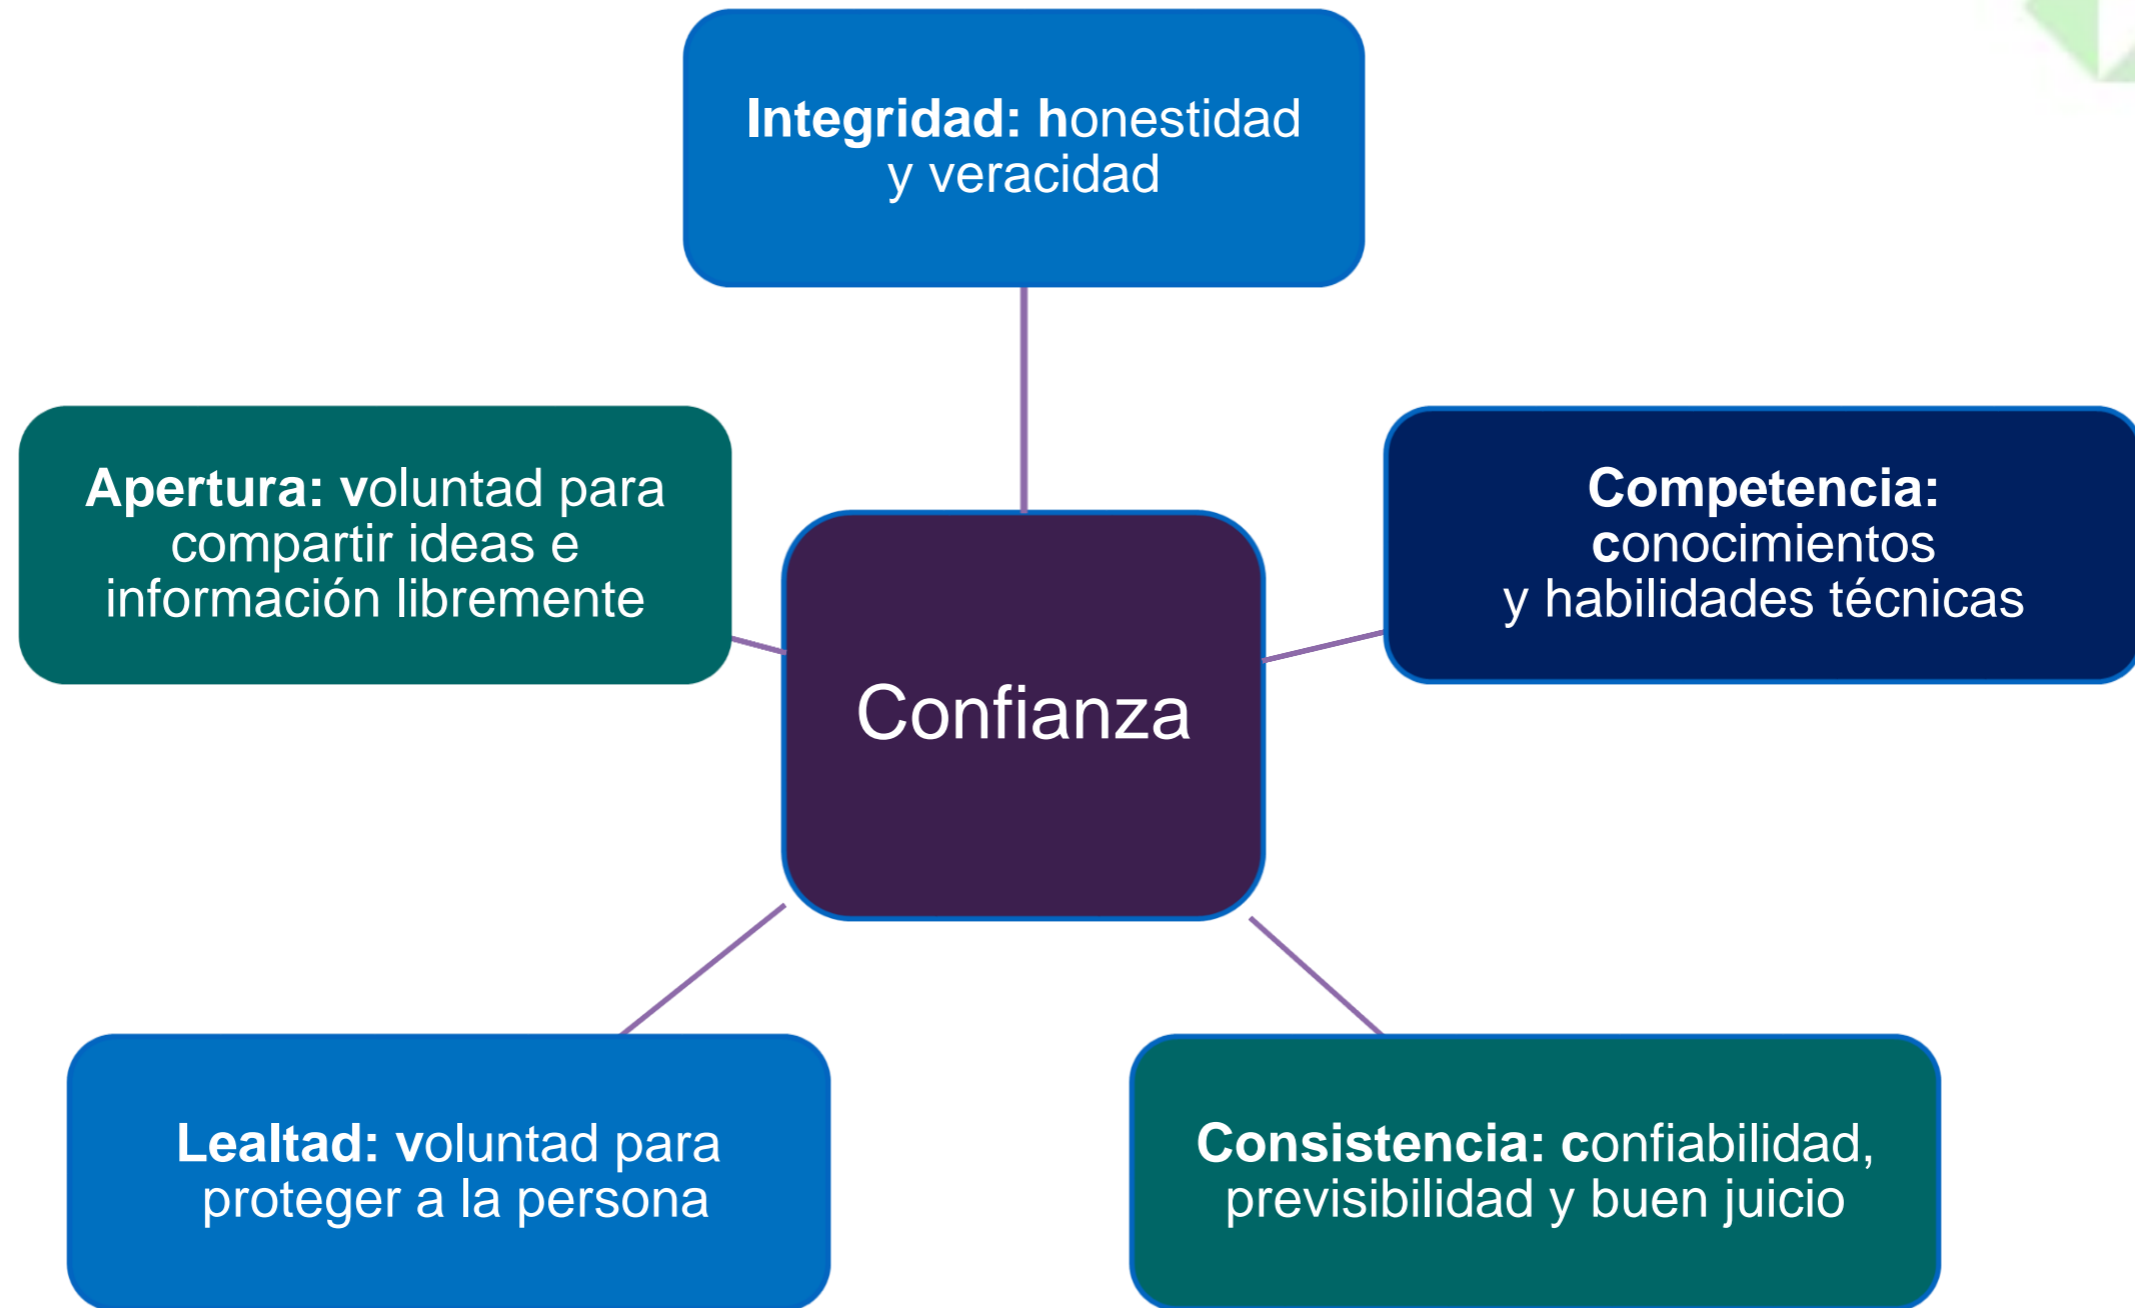 Integridad: honestidad
y veracidad
Apertura: voluntad para
compartir ideas e
información libremente
Competencia:
conocimientos
y habilidades técnicas
Confianza
Lealtad: voluntad para
proteger a la persona
Consistencia: confiabilidad,
previsibilidad y buen juicio